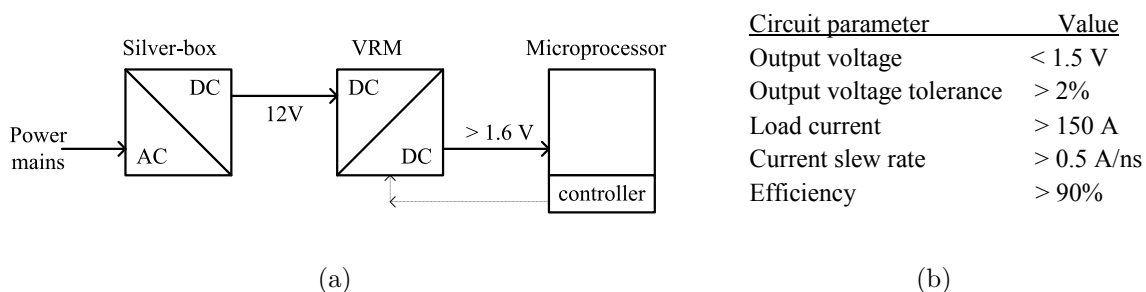 Silver-box
VRM
Microprocessor
DC
DC
12V
> 1.6 V
Power
mains
AC
DC
controller
(a)
Circuit parameter Value
Output voltage < 1.5 V
Output voltage tolerance > 2%
Load current > 150 A
Current slew rate > 0.5 A/ns
Efficiency > 90%
(b)